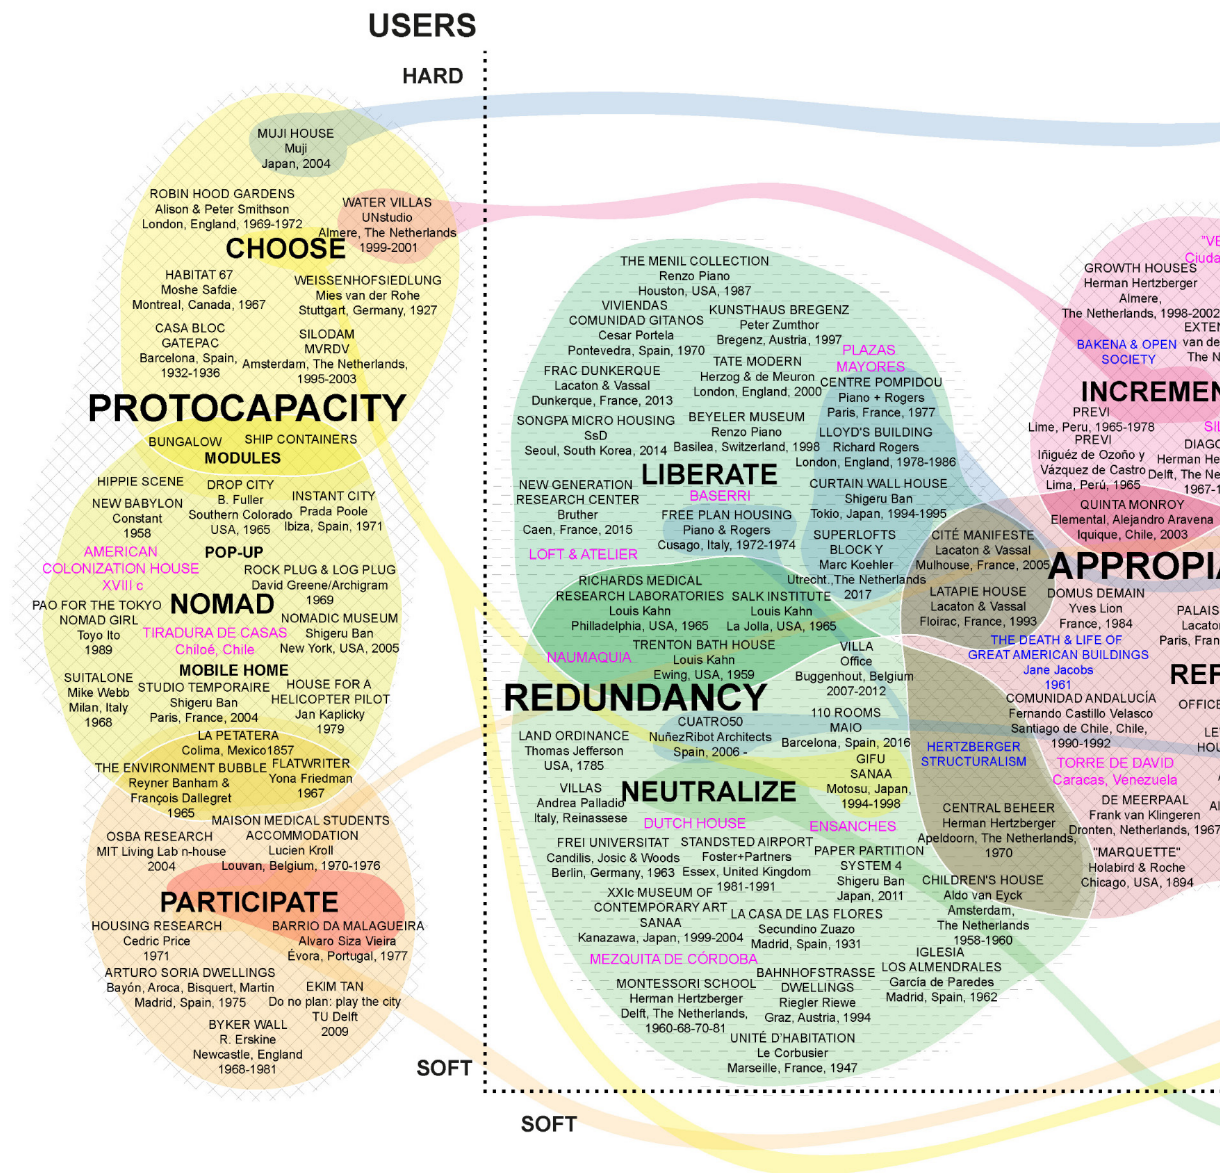 USERS
HARD
MUJI HOUSE
Muji
Japan, 2004
ROBIN HOOD GARDENS
Alison & Peter Smithson
London, England, 1969-1972
WATER VILLAS
UNstudio
Almere, The Netherlands
1999-2001
CHOOSE
HABITAT 67
Moshe Safdie
Montreal, Canada, 1967
WEISSENHOFSIEDLUNG
Mies van der Rohe
Stuttgart, Germany, 1927
CASA BLOC
GATEPAC
Barcelona, Spain,
1932-1936
SILODAM
MVRDV
Amsterdam, The Netherlands,
1995-2003
PROTOCAPACITY
BUNGALOW
SHIP CONTAINERS
MODULES
HIPPIE SCENE
DROP CITY
B. Fuller
Southern Colorado
USA, 1965
NEW BABYLON
Constant
1958
INSTANT CITY
Prada Poole
Ibiza, Spain, 1971
AMERICAN
COLONIZATION HOUSE
XVIII c
POP-UP
ROCK PLUG & LOG PLUG
David Greene/Archigram
1969
NOMAD
PAO FOR THE TOKYO
NOMAD GIRL
Toyo Ito
1989
TIRADURA DE CASAS
Chiloé, Chile
NOMADIC MUSEUM
Shigeru Ban
New York, USA, 2005
MOBILE HOME
SUITALONE
Mike Webb
Milan, Italy
1968
STUDIO TEMPORAIRE
Shigeru Ban
Paris, France, 2004
HOUSE FOR A
HELICOPTER PILOT
Jan Kaplicky
1979
LA PETATERA
Colima, Mexico1857
THE ENVIRONMENT BUBBLE
Reyner Banham &
François Dallegret
1965
FLATWRITER
Yona Friedman
1967
OSBA RESEARCH
MIT Living Lab n-house
2004
MAISON MEDICAL STUDENTS
ACCOMMODATION
Lucien Kroll
Louvan, Belgium, 1970-1976
PARTICIPATE
HOUSING RESEARCH
Cedric Price
1971
BARRIO DA MALAGUEIRA
Alvaro Siza Vieira
Évora, Portugal, 1977
ARTURO SORIA DWELLINGS
Bayón, Aroca, Bisquert, Martin
Madrid, Spain, 1975
EKIM TAN
Do no plan: play the city
TU Delft
2009
BYKER WALL
R. Erskine
Newcastle, England
1968-1981
SOFT
SOFT
THE MENIL COLLECTION
Renzo Piano
Houston, USA, 1987
VIVIENDAS
COMUNIDAD GITANOS
Cesar Portela
Pontevedra, Spain, 1970
KUNSTHAUS BREGENZ
Peter Zumthor
Bregenz, Austria, 1997
PLAZAS
MAYORES
FRAC DUNKERQUE
Lacaton & Vassal
Dunkerque, France, 2013
TATE MODERN
Herzog & de Meuron
London, England, 2000
CENTRE POMPIDOU
Piano + Rogers
Paris, France, 1977
SONGPA MICRO HOUSING
SsD
Seoul, South Korea, 2014
BEYELER MUSEUM
Renzo Piano
Basilea, Switzerland, 1998
LLOYD'S BUILDING
Richard Rogers
London, England, 1978-1986
LIBERATE
BASERRI
NEW GENERATION
RESEARCH CENTER
Bruther
Caen, France, 2015
FREE PLAN HOUSING
Piano & Rogers
Cusago, Italy, 1972-1974
CURTAIN WALL HOUSE
Shigeru Ban
Tokio, Japan, 1994-1995
LOFT & ATELIER
SUPERLOFTS
BLOCK Y
Marc Koehler
Utrecht.,The Netherlands
2017
RICHARDS MEDICAL
RESEARCH LABORATORIES
Louis Kahn
Philladelphia, USA, 1965
SALK INSTITUTE
Louis Kahn
La Jolla, USA, 1965
NAUMAQUIA
TRENTON BATH HOUSE
Louis Kahn
Ewing, USA, 1959
VILLA
Office
Buggenhout, Belgium
2007-2012
REDUNDANCY
LAND ORDINANCE
Thomas Jefferson
USA, 1785
CUATRO50
NuñezRibot Architects
Spain, 2006 -
110 ROOMS
MAIO
Barcelona, Spain, 2016
GIFU
SANAA
Motosu, Japan,
1994-1998
VILLAS
Andrea Palladio
Italy, Reinassese
NEUTRALIZE
DUTCH HOUSE
ENSANCHES
FREI UNIVERSITAT
Candilis, Josic & Woods
Berlin, Germany, 1963
STANDSTED AIRPORT
Foster+Partners
Essex, United Kingdom
1981-1991
PAPER PARTITION
SYSTEM 4
Shigeru Ban
Japan, 2011
XXIc MUSEUM OF
CONTEMPORARY ART
SANAA
Kanazawa, Japan, 1999-2004
LA CASA DE LAS FLORES
Secundino Zuazo
Madrid, Spain, 1931
MEZQUITA DE CÓRDOBA
MONTESSORI SCHOOL
Herman Hertzberger
Delft, The Netherlands,
1960-68-70-81
BAHNHOFSTRASSE
DWELLINGS
Riegler Riewe
Graz, Austria, 1994
IGLESIA
LOS ALMENDRALES
García de Paredes
Madrid, Spain, 1962
UNITÉ D'HABITATION
Le Corbusier
Marseille, France, 1947
CHILDREN'S HOUSE
Aldo van Eyck
Amsterdam,
The Netherlands
1958-1960
CENTRAL BEHEER
Herman Hertzberger
Apeldoorn, The Netherlands,
1970
HERTZBERGER
STRUCTURALISM
CITÉ MANIFESTE
Lacaton & Vassal
Mulhouse, France, 2005
LATAPIE HOUSE
Lacaton & Vassal
Floirac, France, 1993
"VE
Ciuda
GROWTH HOUSES
Herman Hertzberger
Almere,
The Netherlands, 1998-2002
EXTEN
van de
The N
BAKENA & OPEN
SOCIETY
INCREMEN
PREVI
Lime, Peru, 1965-1978
SIL
PREVI
Iñiguéz de Ozoño y
Vázquez de Castro
Lima, Perú, 1965
DIAGO
Herman He
Delft, The Ne
1967-1
QUINTA MONROY
Elemental, Alejandro Aravena
Iquique, Chile, 2003
APPROPIA
DOMUS DEMAIN
Yves Lion
France, 1984
PALAIS
Lacato
Paris, Fran
THE DEATH & LIFE OF
GREAT AMERICAN BUILDINGS
Jane Jacobs
1961
REF
COMUNIDAD ANDALUCÍA
Fernando Castillo Velasco
Santiago de Chile, Chile,
1990-1992
OFFICE
LE
HOU
TORRE DE DAVID
Caracas, Venezuela
DE MEERPAAL
Frank van Klingeren
Dronten, Netherlands, 1967
Al
"MARQUETTE"
Holabird & Roche
Chicago, USA, 1894